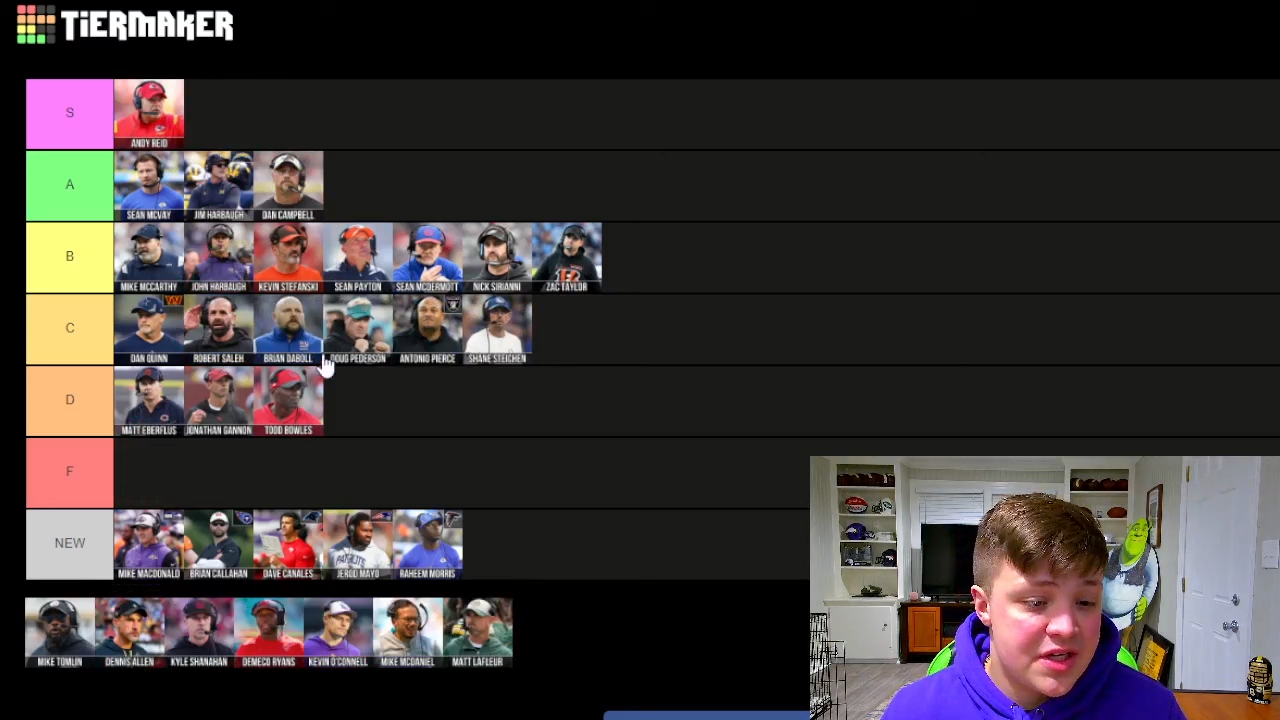 TIERMAKER
S
ANDY REID
A
SEAN MCVAY JIM HARBAUGH DAN CAMPBELL
B
MIKE MCCARTHY JOHN HARBAUGH KEVIN STEFANSKI SEAN PAYTON SEAN MCDERMOTT NICK SIRIANNI ZAC TAYLOR
C
DAN QUINN ROBERT SALEH BRIAN DABOLL DOUG PEDERSON ANTONIO PIERCE SHANE STEICHEN
D
MATT EBERFLUS JONATHAN GANNON TODD BOWLES
F
NEW
MIKE MACDONALD BRIAN CALLAHAN DAVE CANALES JEROD MAYO RAHEEM MORRIS
MIKE TOMLIN DENNIS ALLEN KYLE SHANAHAN DEMECO RYANS KEVIN O'CONNELL MIKE MCDANIEL MATT LAFLEUR